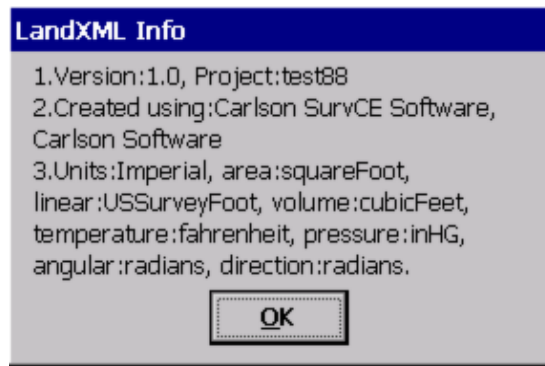 LandXML Info
1.Version:1.0, Project:test88
2.Created using:Carlson SurvCE Software,
Carlson Software
3.Units:Imperial, area:squareFoot,
linear:USSurveyFoot, volume:cubicFeet,
temperature:fahrenheit, pressure:inHG,
angular:radians, direction:radians.
OK